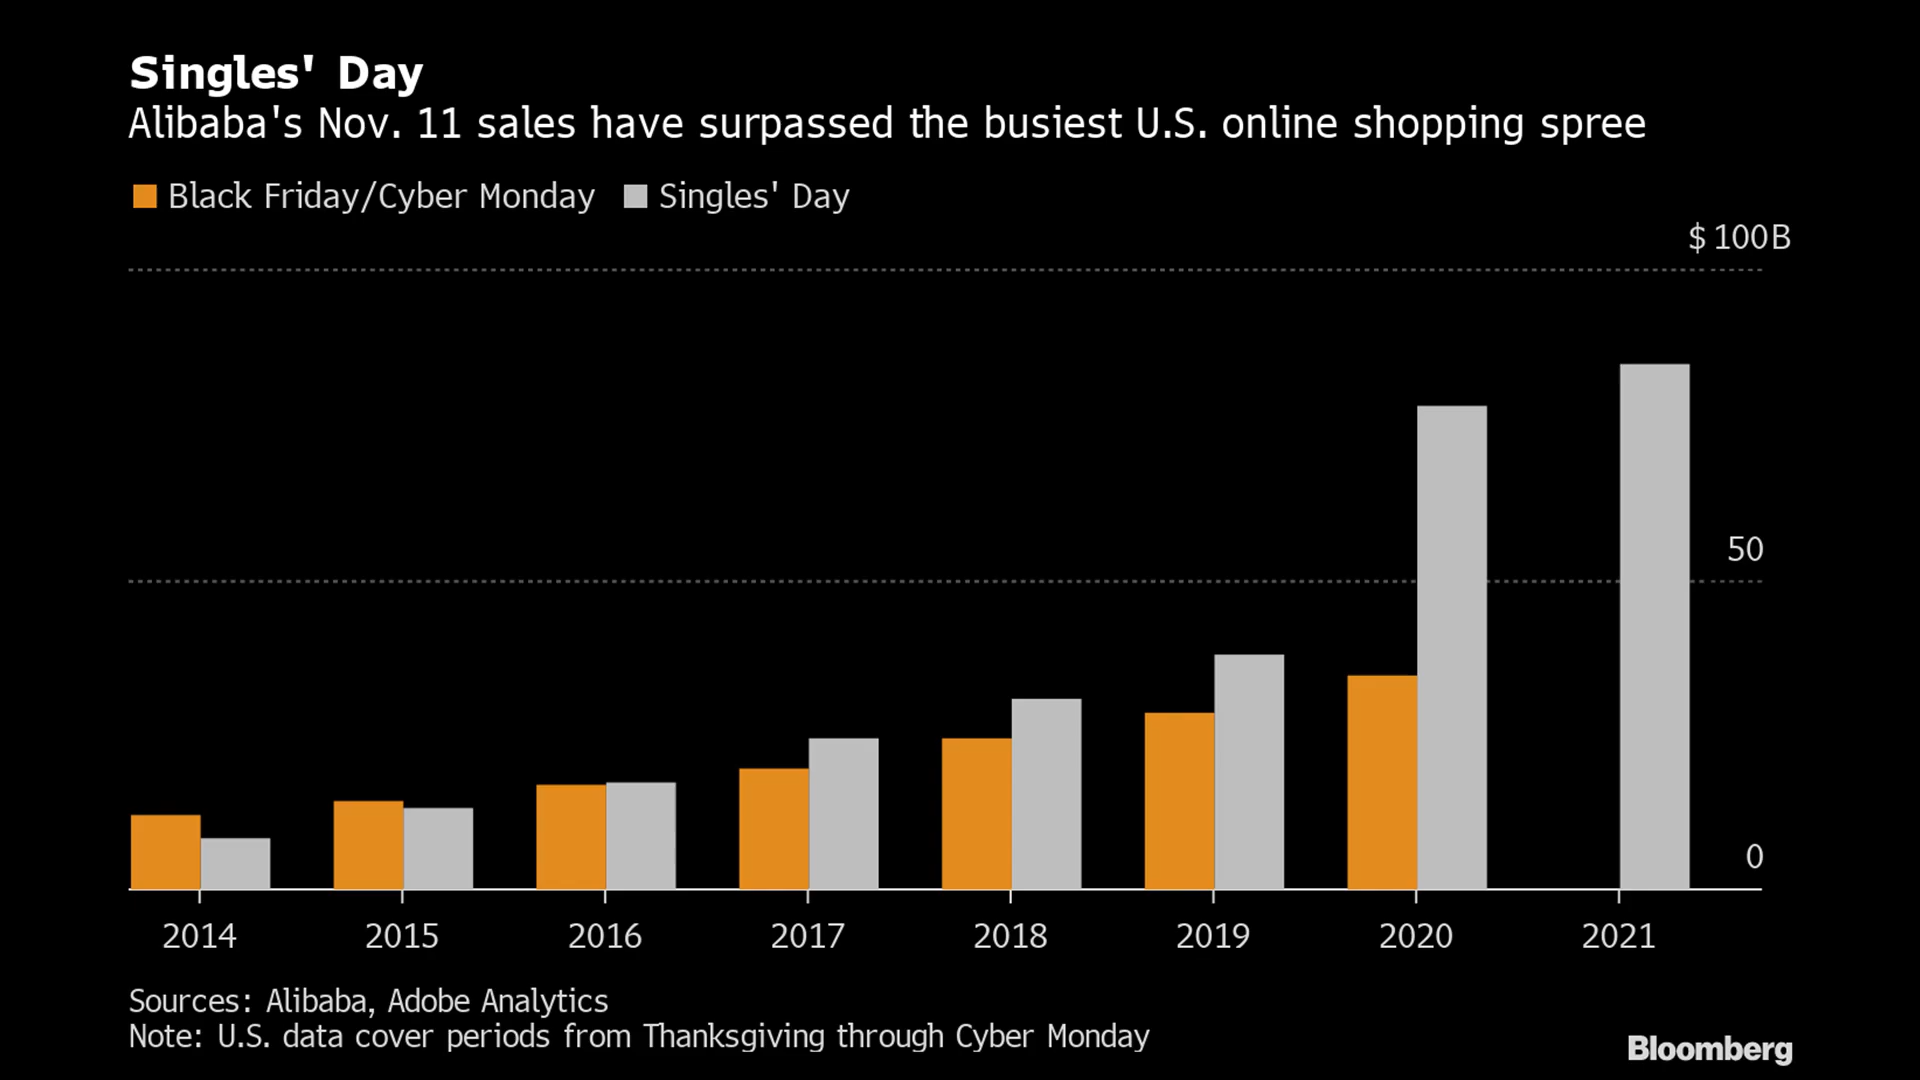 Singles' Day
Alibaba's Nov. 11 sales have surpassed the busiest U.S. online shopping spree
Black Friday/Cyber Monday Singles' Day
$ 100B
50
0
2014 2015 2016 2017 2018 2019 2020 2021
Sources: Alibaba, Adobe Analytics
Note: U.S. data cover periods from Thanksgiving through Cyber Monday
Bloomberg